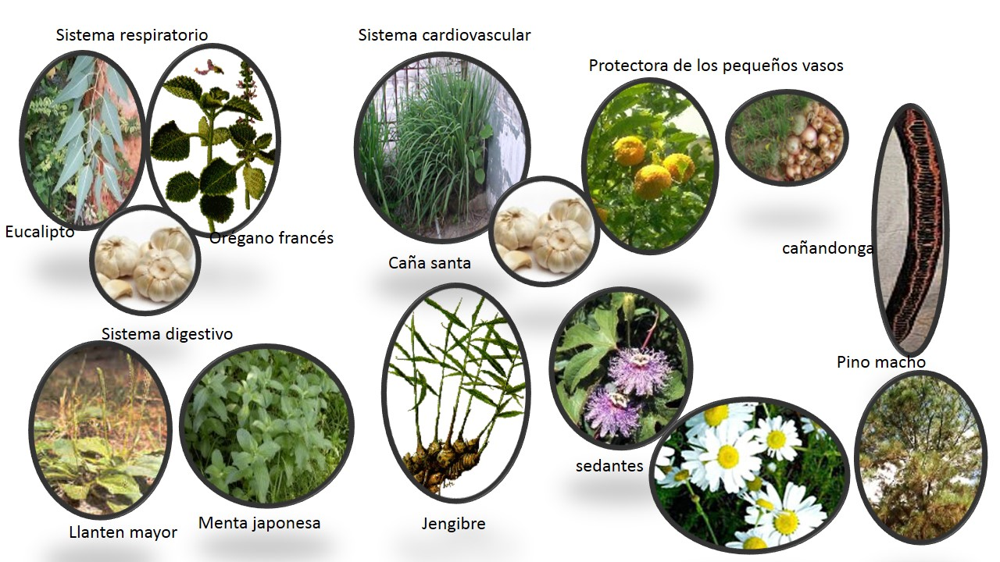 Sistema respiratorio
Sistema cardiovascular
Protectora de los pequeños vasos
Eucalipto
Orégano francés
Caña santa
cañandonga
Sistema digestivo
Pino macho
sedantes
Llanten mayor
Menta japonesa
Jengibre